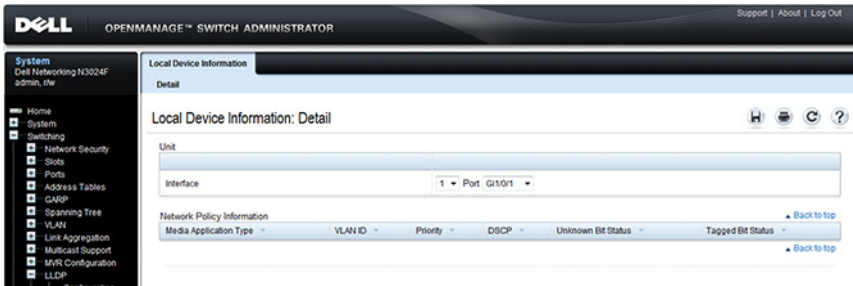 Support | About | Log Out
DELL OPENMANAGE™ SWITCH ADMINISTRATOR
System
Dell Networking N3024F
admin, r/w
Home
System
Switching
Network Security
Slots
Ports
Address Tables
GARP
Spanning Tree
VLAN
Link Aggregation
Multicast Support
MVR Configuration
LLDP
Local Device Information
Detail
Local Device Information: Detail
Unit
Interface 1 Port Gi1/0/1
Network Policy Information Back to top
Media Application Type VLAN ID Priority DSCP Unknown Bit Status Tagged Bit Status
Back to top